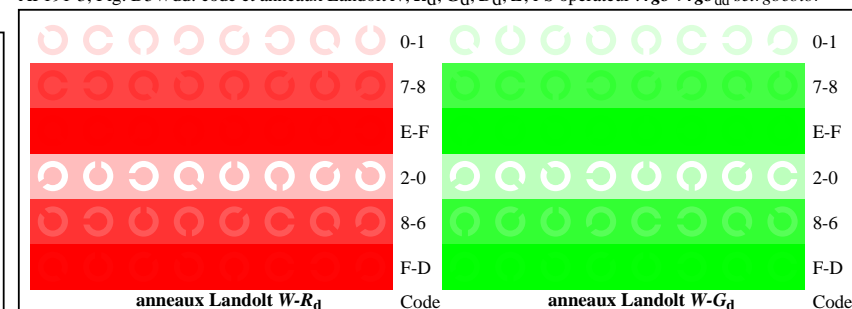 0-1 0-1
7-8 7-8
E-F E-F
2-0 2-0
8-6 8-6
F-D F-D
anneaux Landolt W-Rd Code anneaux Landolt W-Gd Code